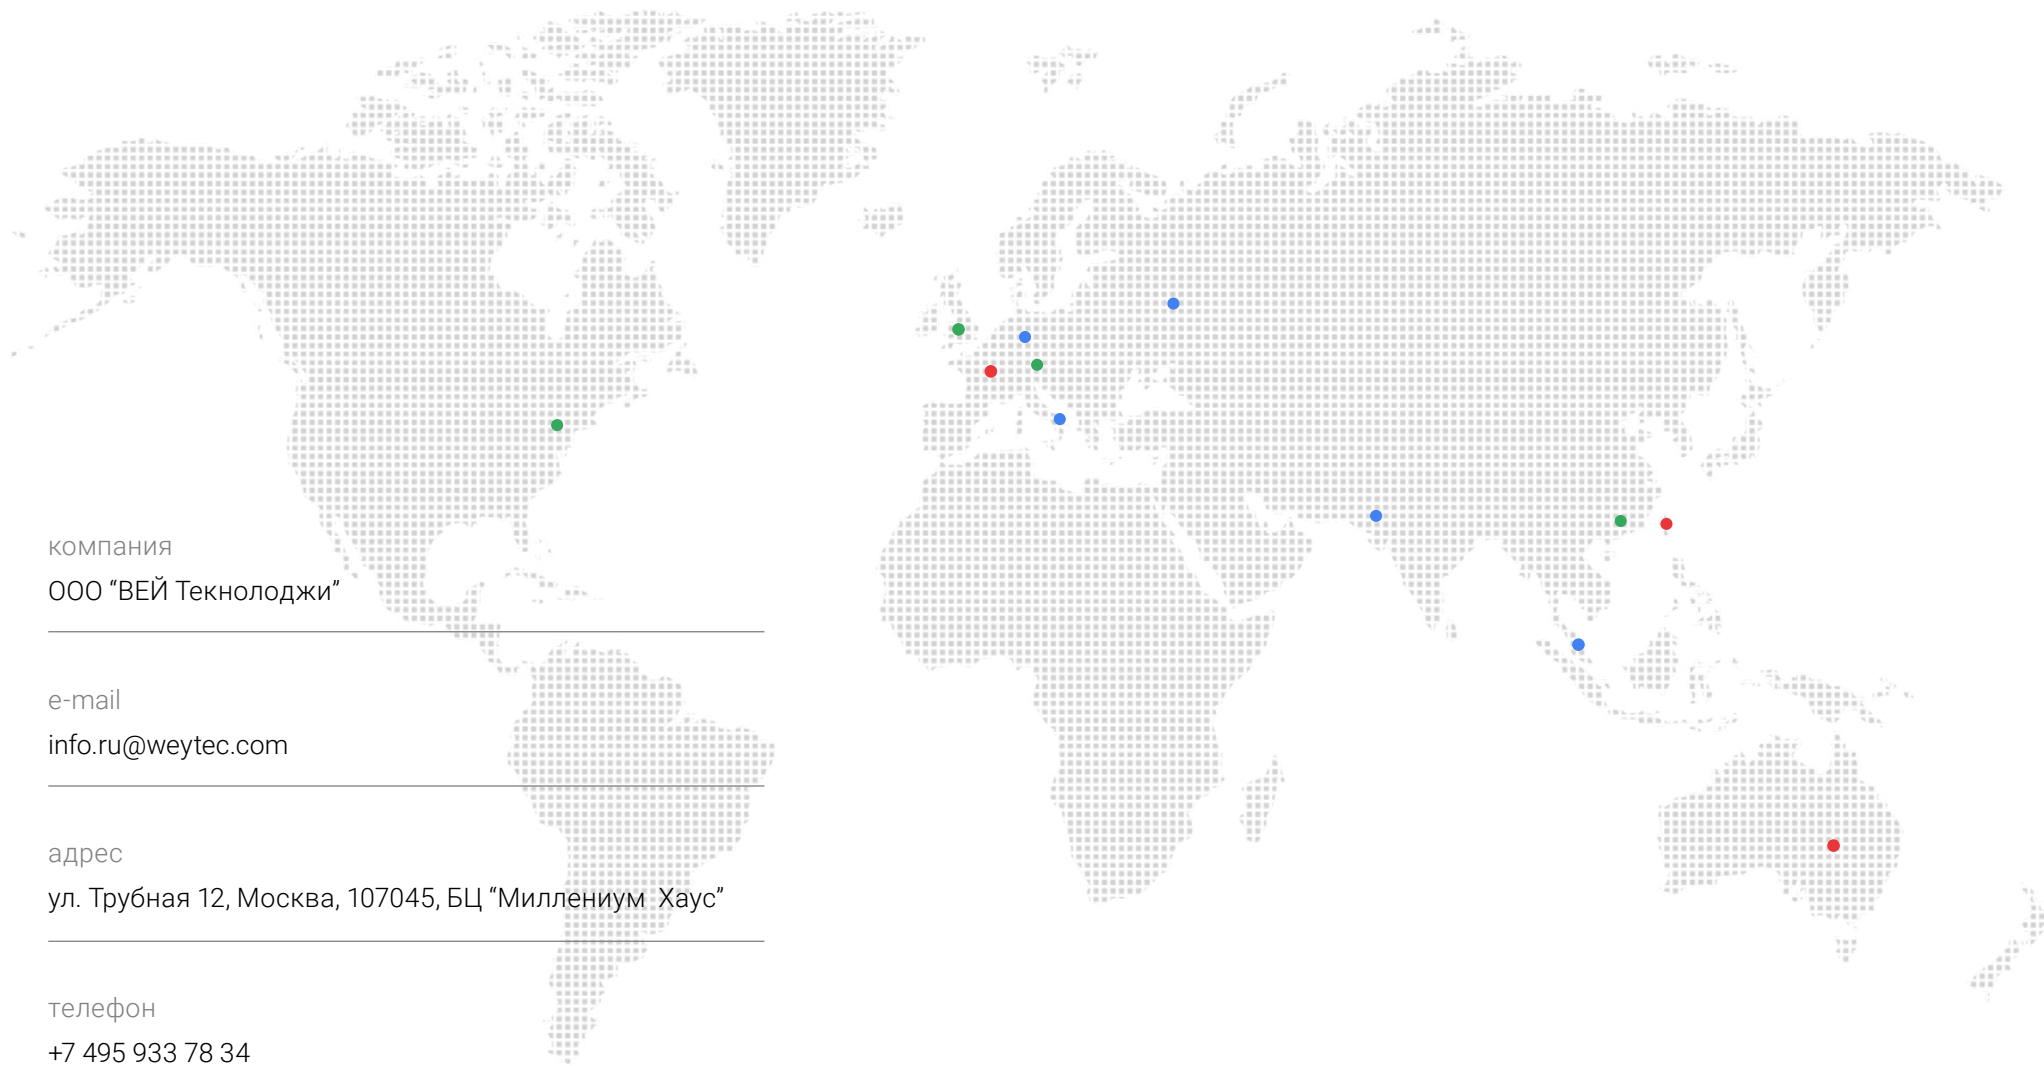 компания
ООО “ВЕЙ Текнолоджи”
e-mail
info.ru@weytec.com
адрес
ул. Трубная 12, Москва, 107045, БЦ “Миллениум Хаус”
телефон
+7 495 933 78 34